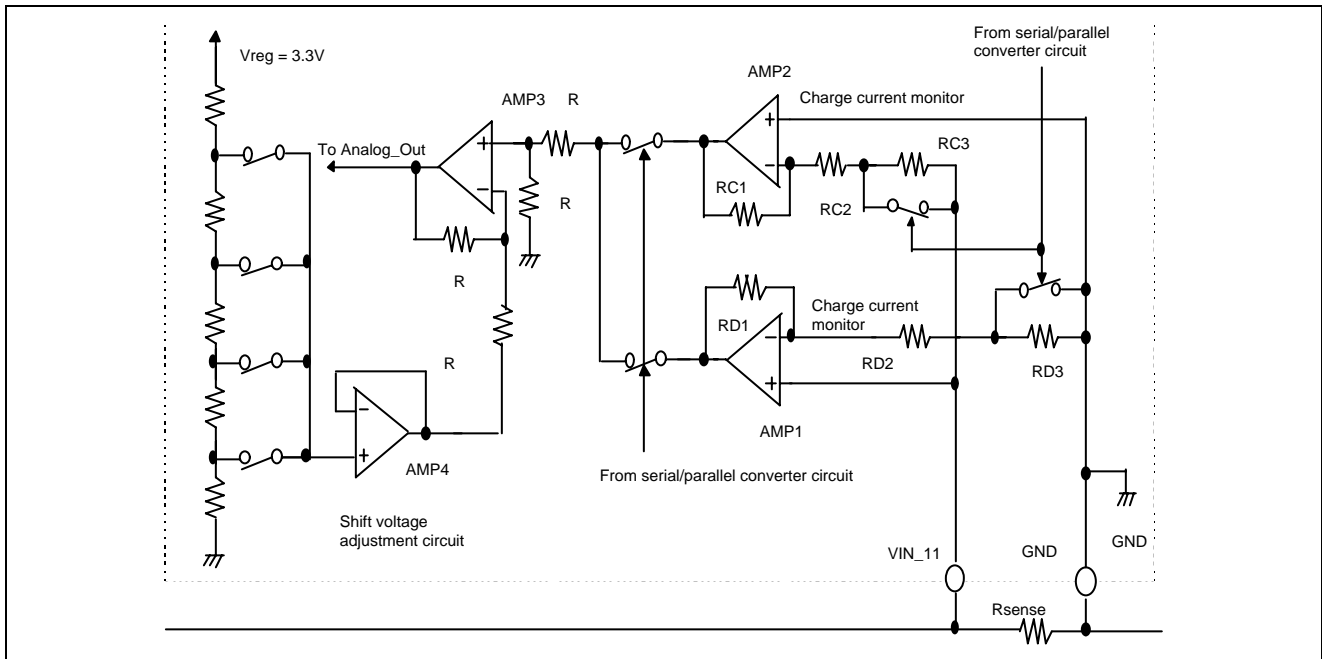 From serial/parallel
converter circuit
Vreg = 3.3V
AMP2
AMP3
R
Charge current monitor
To Analog_Out
RC3
RC1
RC2
R
R
Charge current
monitor
RD1
RD2
RD3
R
AMP1
AMP4
From serial/parallel converter circuit
Shift voltage
adjustment circuit
VIN_11
GND
GND
Rsense